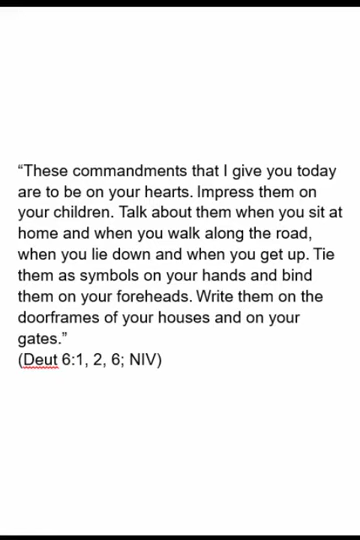 “These commandments that I give you today
are to be on your hearts. Impress them on
your children. Talk about them when you sit at
home and when you walk along the road,
when you lie down and when you get up. Tie
them as symbols on your hands and bind
them on your foreheads. Write them on the
doorframes of your houses and on your
gates.”
(Deut 6:1, 2, 6; NIV)